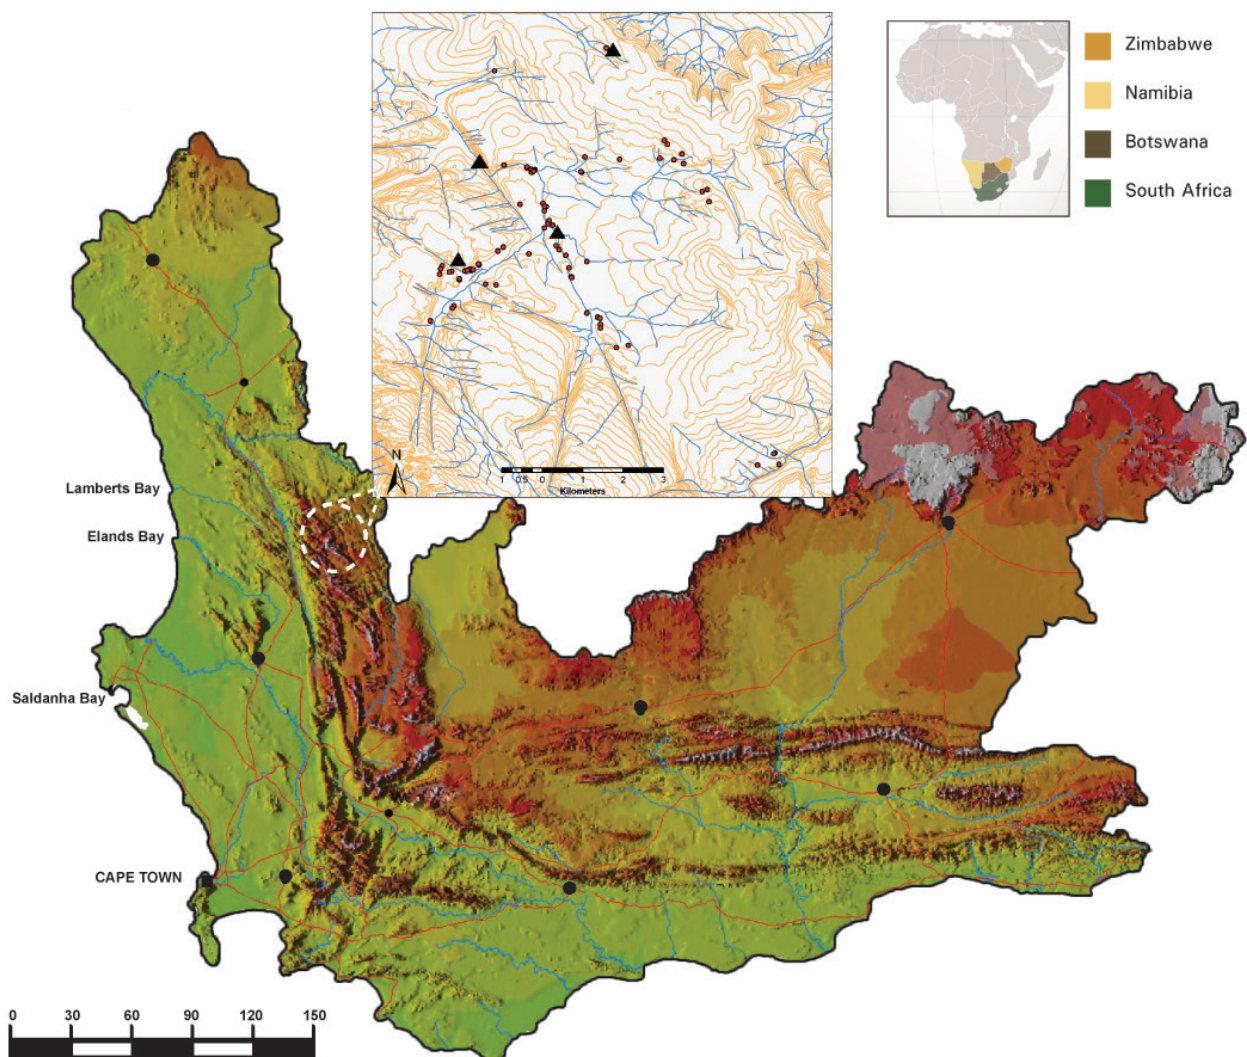 Zimbabwe
Namibia
Botswana
South Africa
N
1 0.5 0 1 2 3
Kilometers
Lamberts Bay
Elands Bay
Saldanha Bay
CAPE TOWN
0 30 60 90 120 150